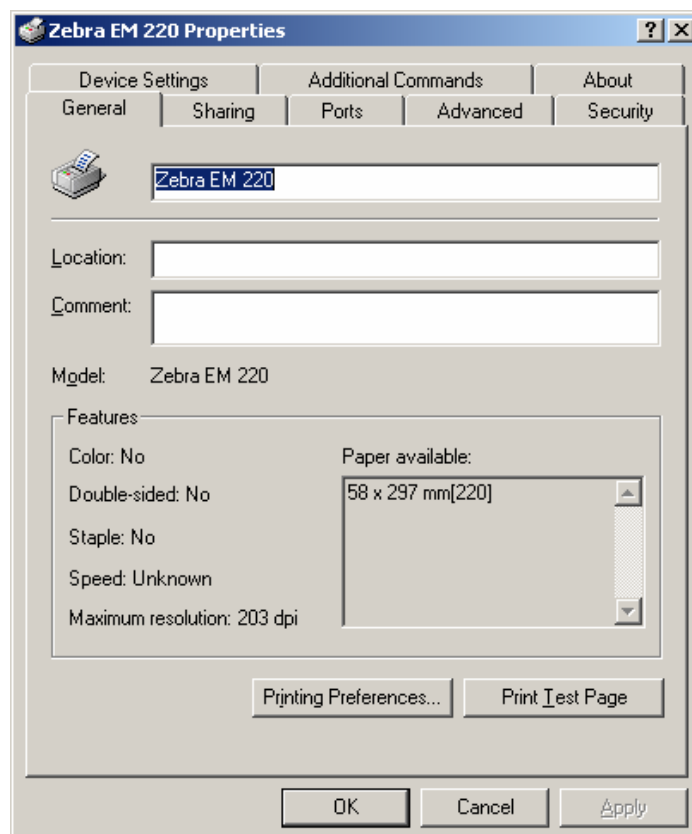 Zebra EM 220 Properties
? X
Device Settings Additional Commands About
General Sharing Ports Advanced Security
Zebra EM 220
Location:
Comment:
Model: Zebra EM 220
Features
Color: No Paper available:
Double-sided: No 58 x 297 mm[220]
Staple: No
Speed: Unknown
Maximum resolution: 203 dpi
Printing Preferences... Print Test Page
OK Cancel Apply